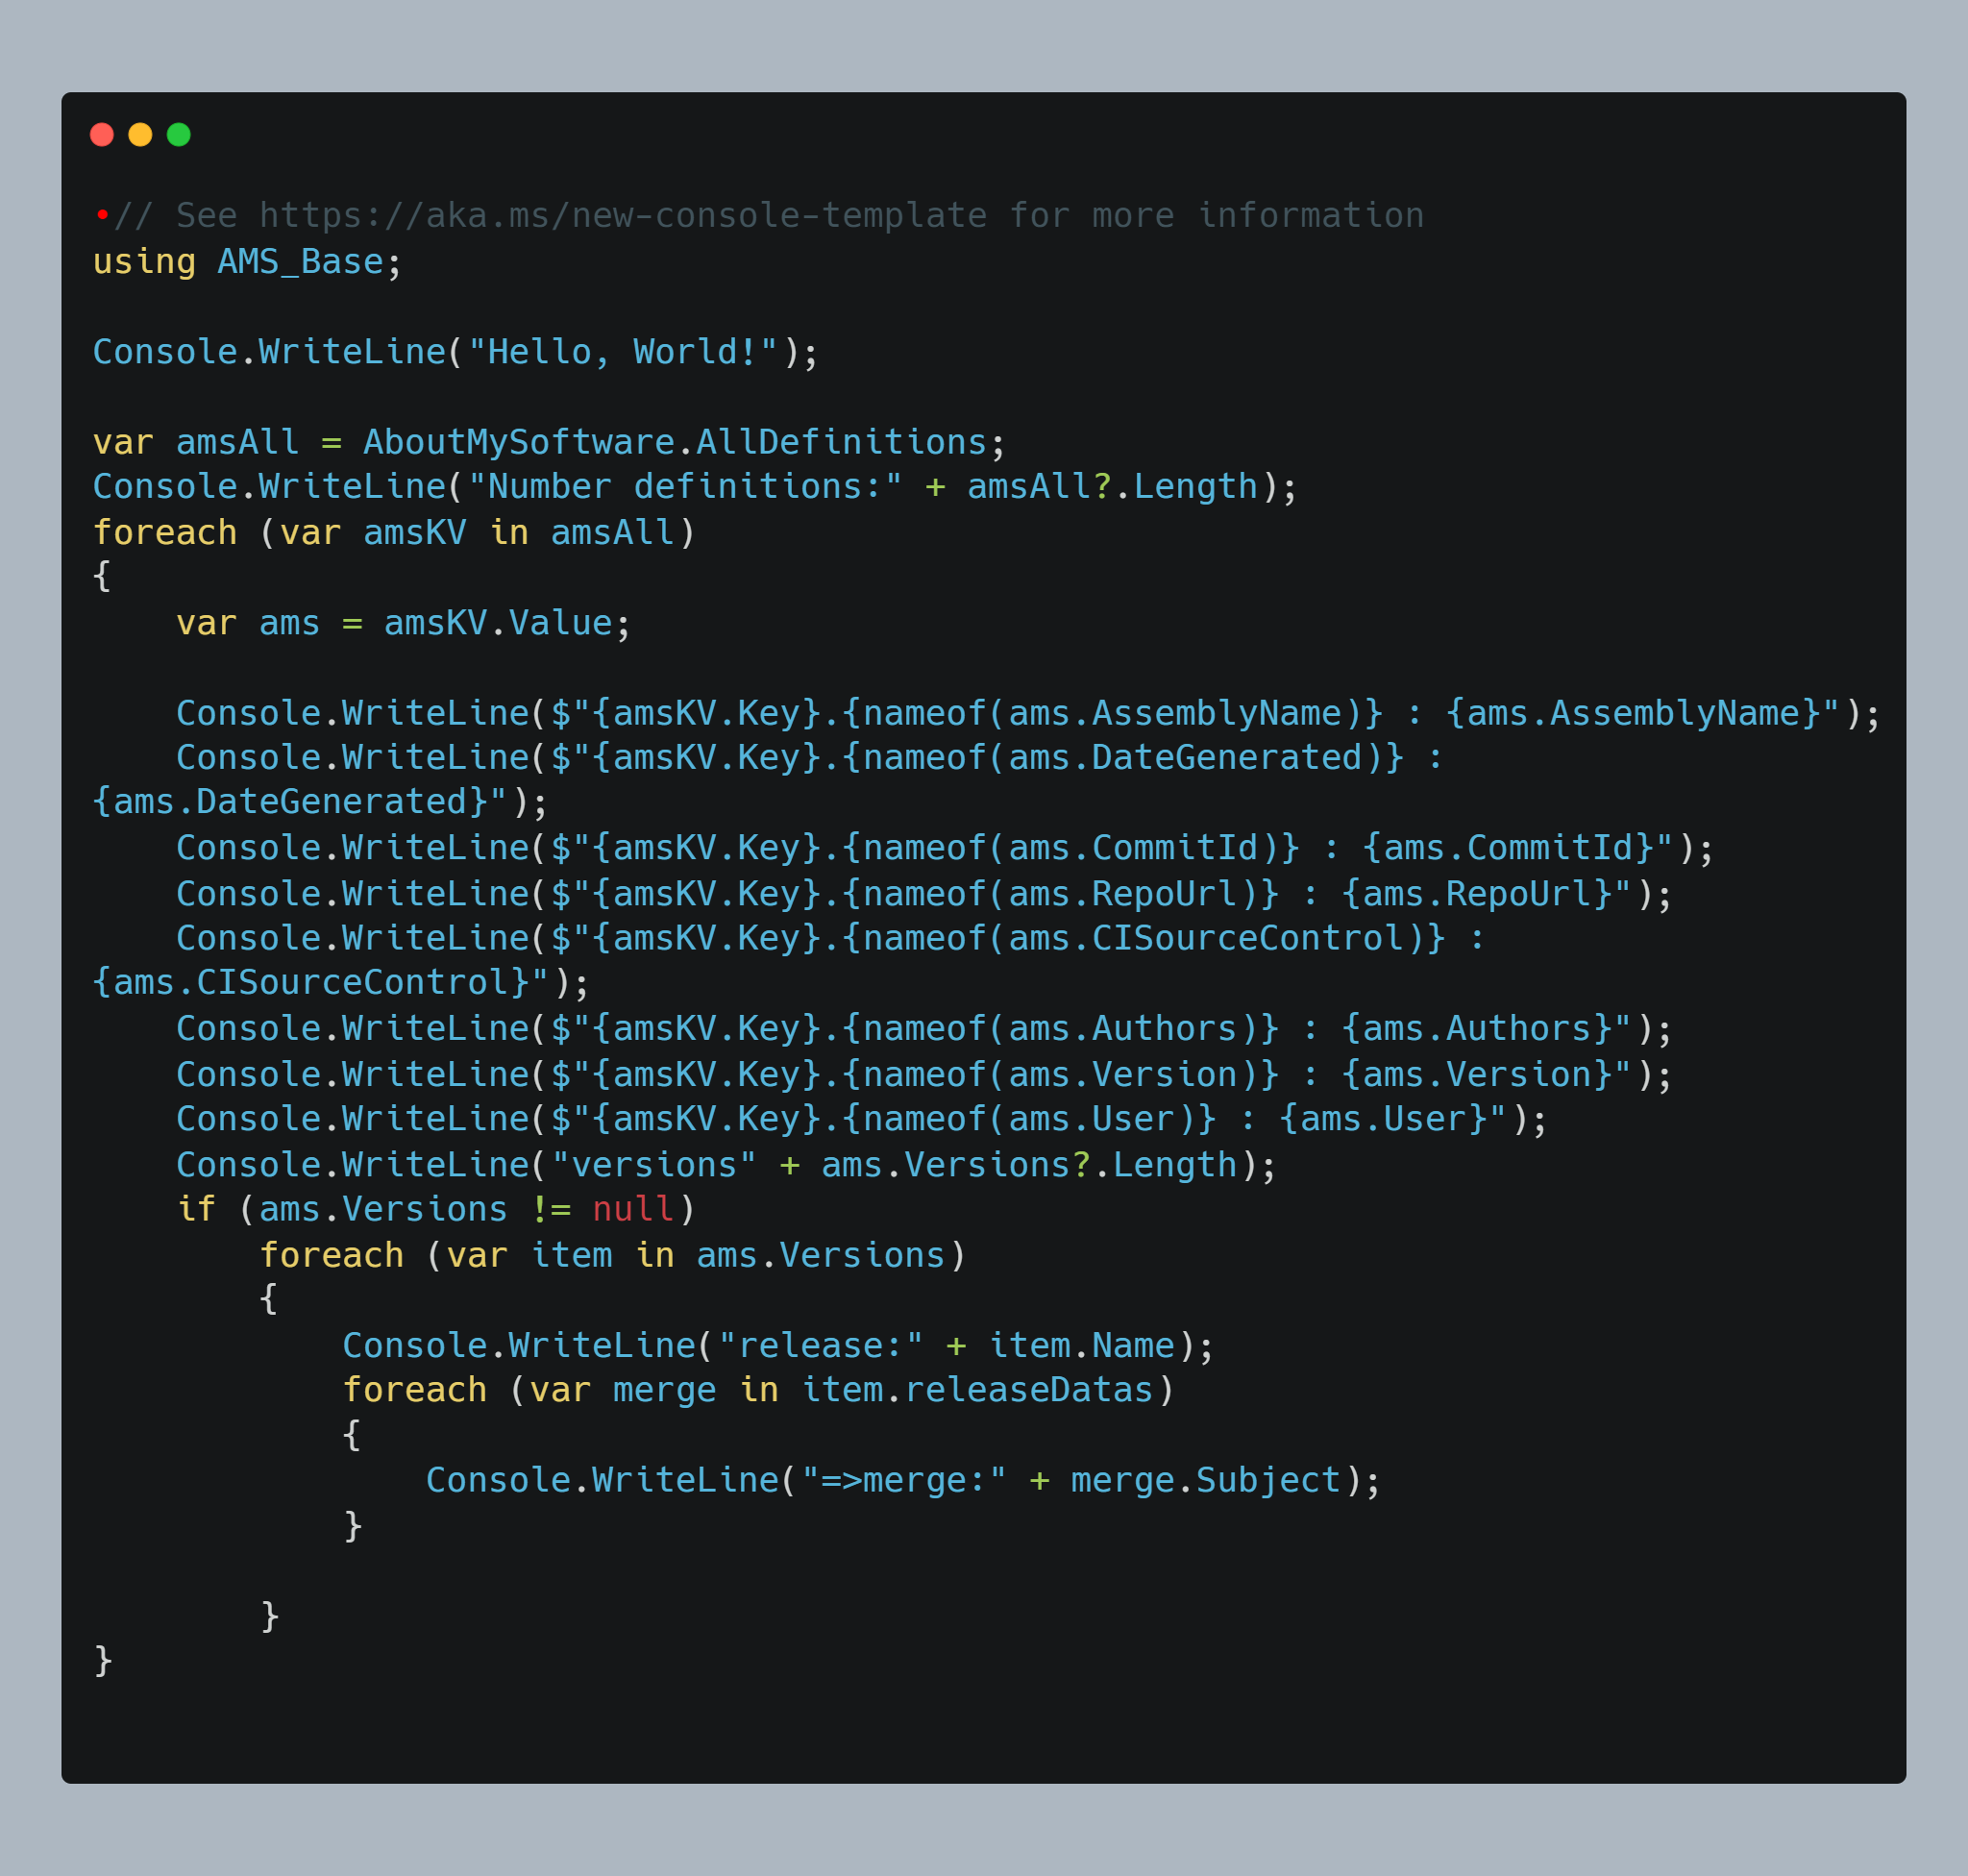 •// See https://aka.ms/new-console-template for more information
using AMS_Base;

Console.WriteLine("Hello, World!");

var amsAll = AboutMySoftware.AllDefinitions;
Console.WriteLine("Number definitions:" + amsAll?.Length);
foreach (var amsKV in amsAll)
{
    var ams = amsKV.Value;

    Console.WriteLine($"{amsKV.Key}.{nameof(ams.AssemblyName)} : {ams.AssemblyName}");
    Console.WriteLine($"{amsKV.Key}.{nameof(ams.DateGenerated)} :
{ams.DateGenerated}");
    Console.WriteLine($"{amsKV.Key}.{nameof(ams.CommitId)} : {ams.CommitId}");
    Console.WriteLine($"{amsKV.Key}.{nameof(ams.RepoUrl)} : {ams.RepoUrl}");
    Console.WriteLine($"{amsKV.Key}.{nameof(ams.CISourceControl)} :
{ams.CISourceControl}");
    Console.WriteLine($"{amsKV.Key}.{nameof(ams.Authors)} : {ams.Authors}");
    Console.WriteLine($"{amsKV.Key}.{nameof(ams.Version)} : {ams.Version}");
    Console.WriteLine($"{amsKV.Key}.{nameof(ams.User)} : {ams.User}");
    Console.WriteLine("versions" + ams.Versions?.Length);
    if (ams.Versions != null)
        foreach (var item in ams.Versions)
        {
            Console.WriteLine("release:" + item.Name);
            foreach (var merge in item.releaseDatas)
            {
                Console.WriteLine("=>merge:" + merge.Subject);
            }

        }
}